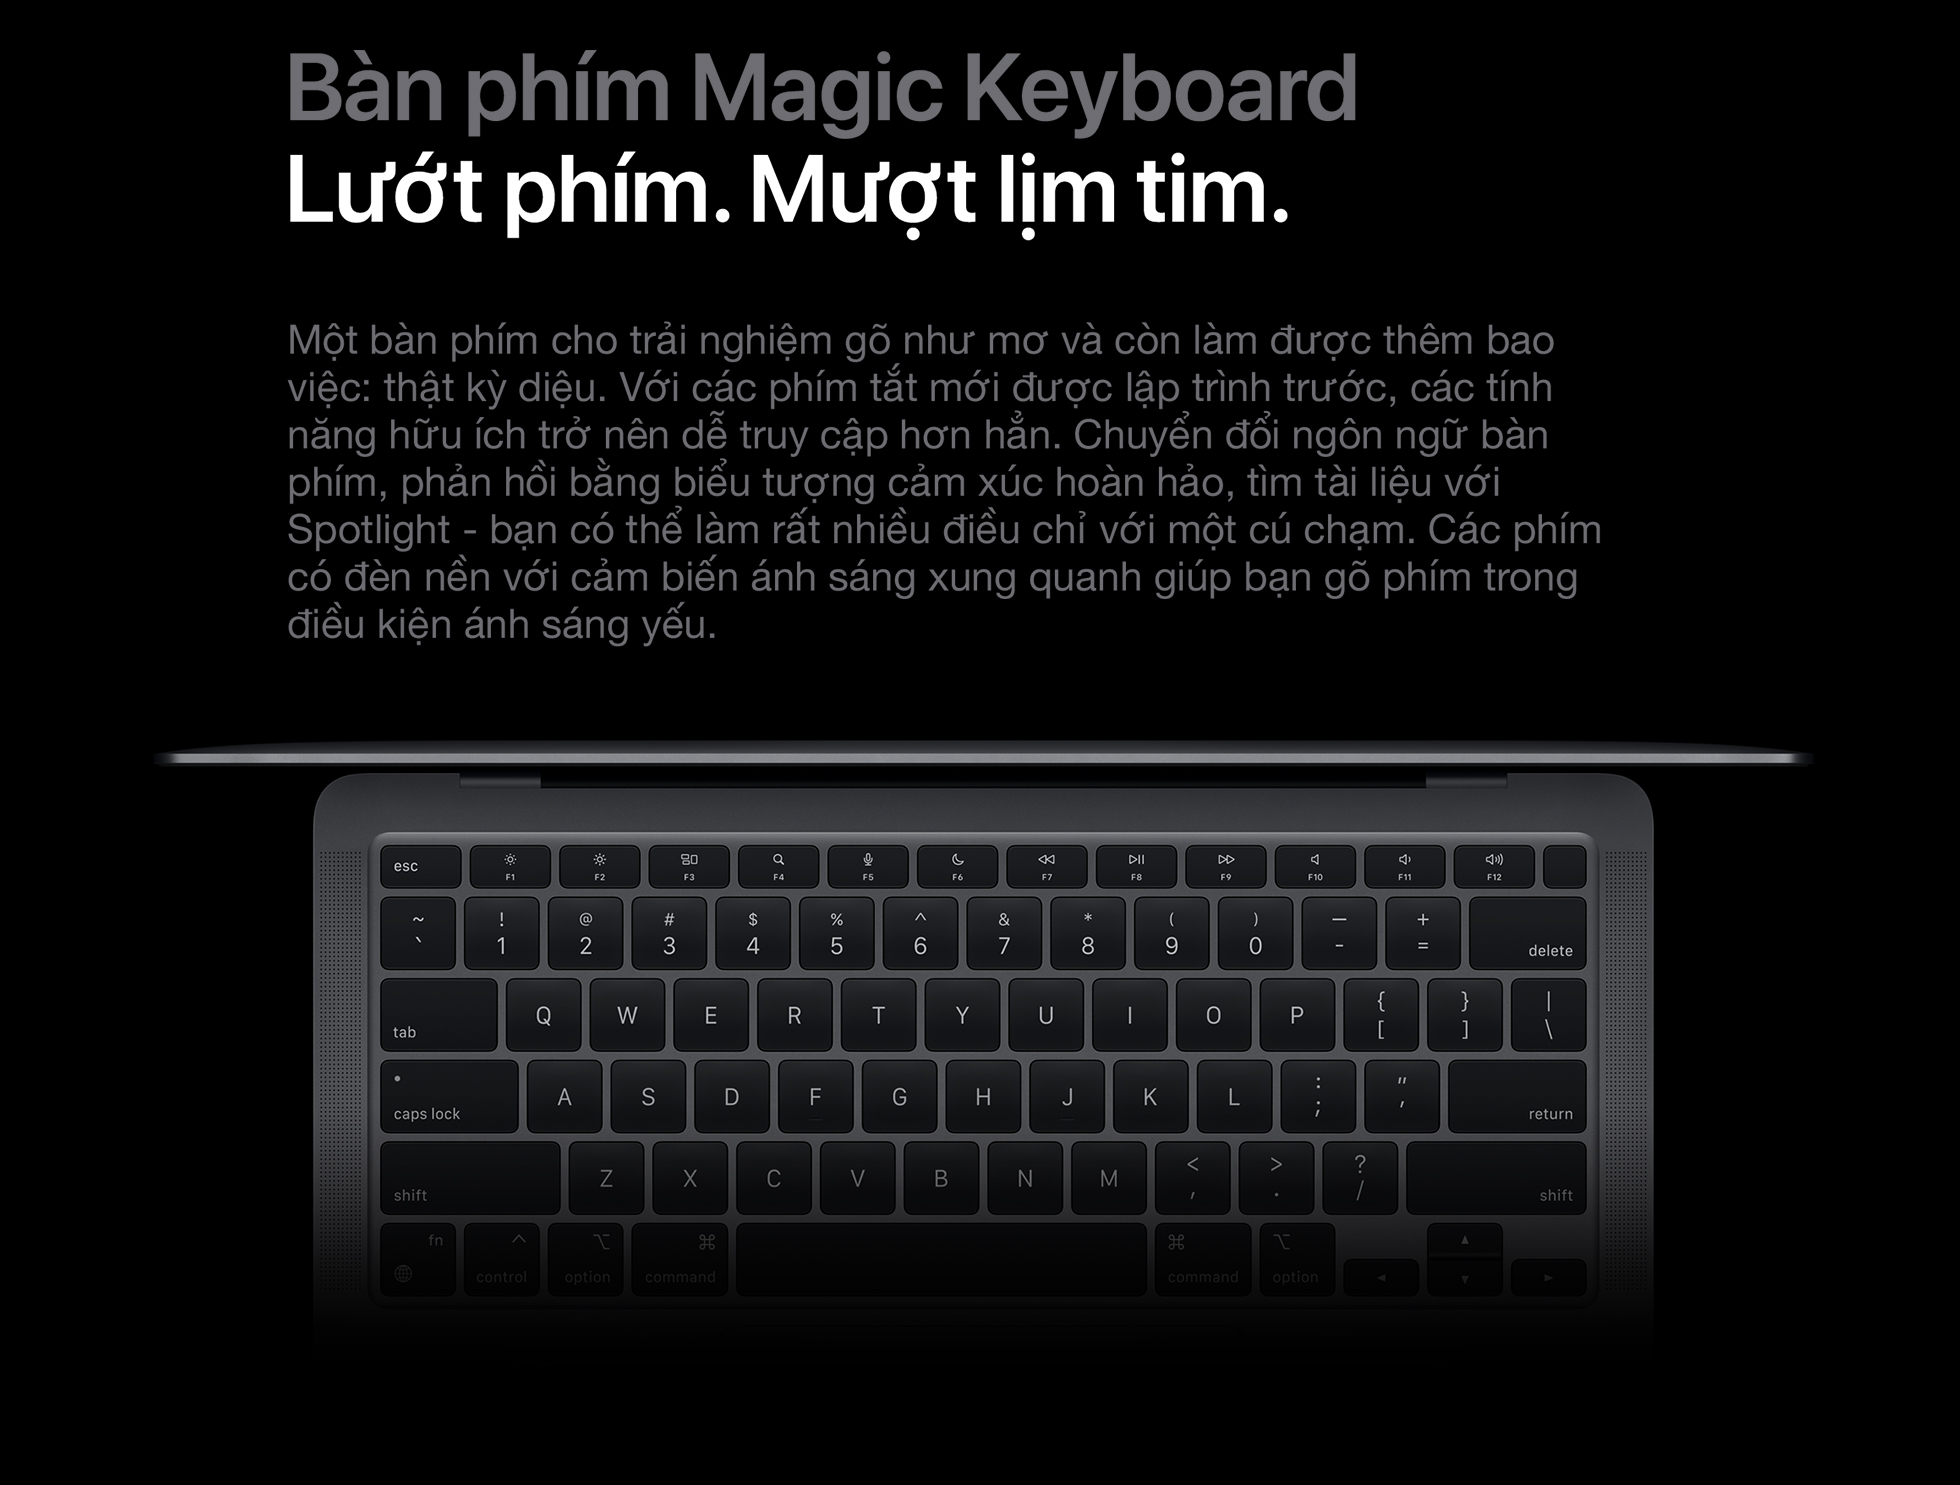 Bàn phím Magic Keyboard
Lướt phím. Mượt lịm tim.
Một bàn phím cho trải nghiệm gõ như mơ và còn làm được thêm bao
việc: thật kỳ diệu. Với các phím tắt mới được lập trình trước, các tính
năng hữu ích trở nên dễ truy cập hơn hẳn. Chuyển đổi ngôn ngữ bàn
phím, phản hồi bằng biểu tượng cảm xúc hoàn hảo, tìm tài liệu với
Spotlight - bạn có thể làm rất nhiều điều chỉ với một cú chạm. Các phím
có đèn nền với cảm biến ánh sáng xung quanh giúp bạn gõ phím trong
điều kiện ánh sáng yếu.
esc F1 F2 F3 F4 F5 F6 F7 F8 F9 F10 F11 F12
~ ! @ # $ % ^ & * ( ) — +
` 1 2 3 4 5 6 7 8 9 0 - = delete
tab Q W E R T Y U I O P { [ } ] | \
caps lock A S D F G H J K L : ; " ' return
shift Z X C V B N M < , > . ? / shift
fn ^ ⌥ ⌘ ⌘ ⌥
control option command command option